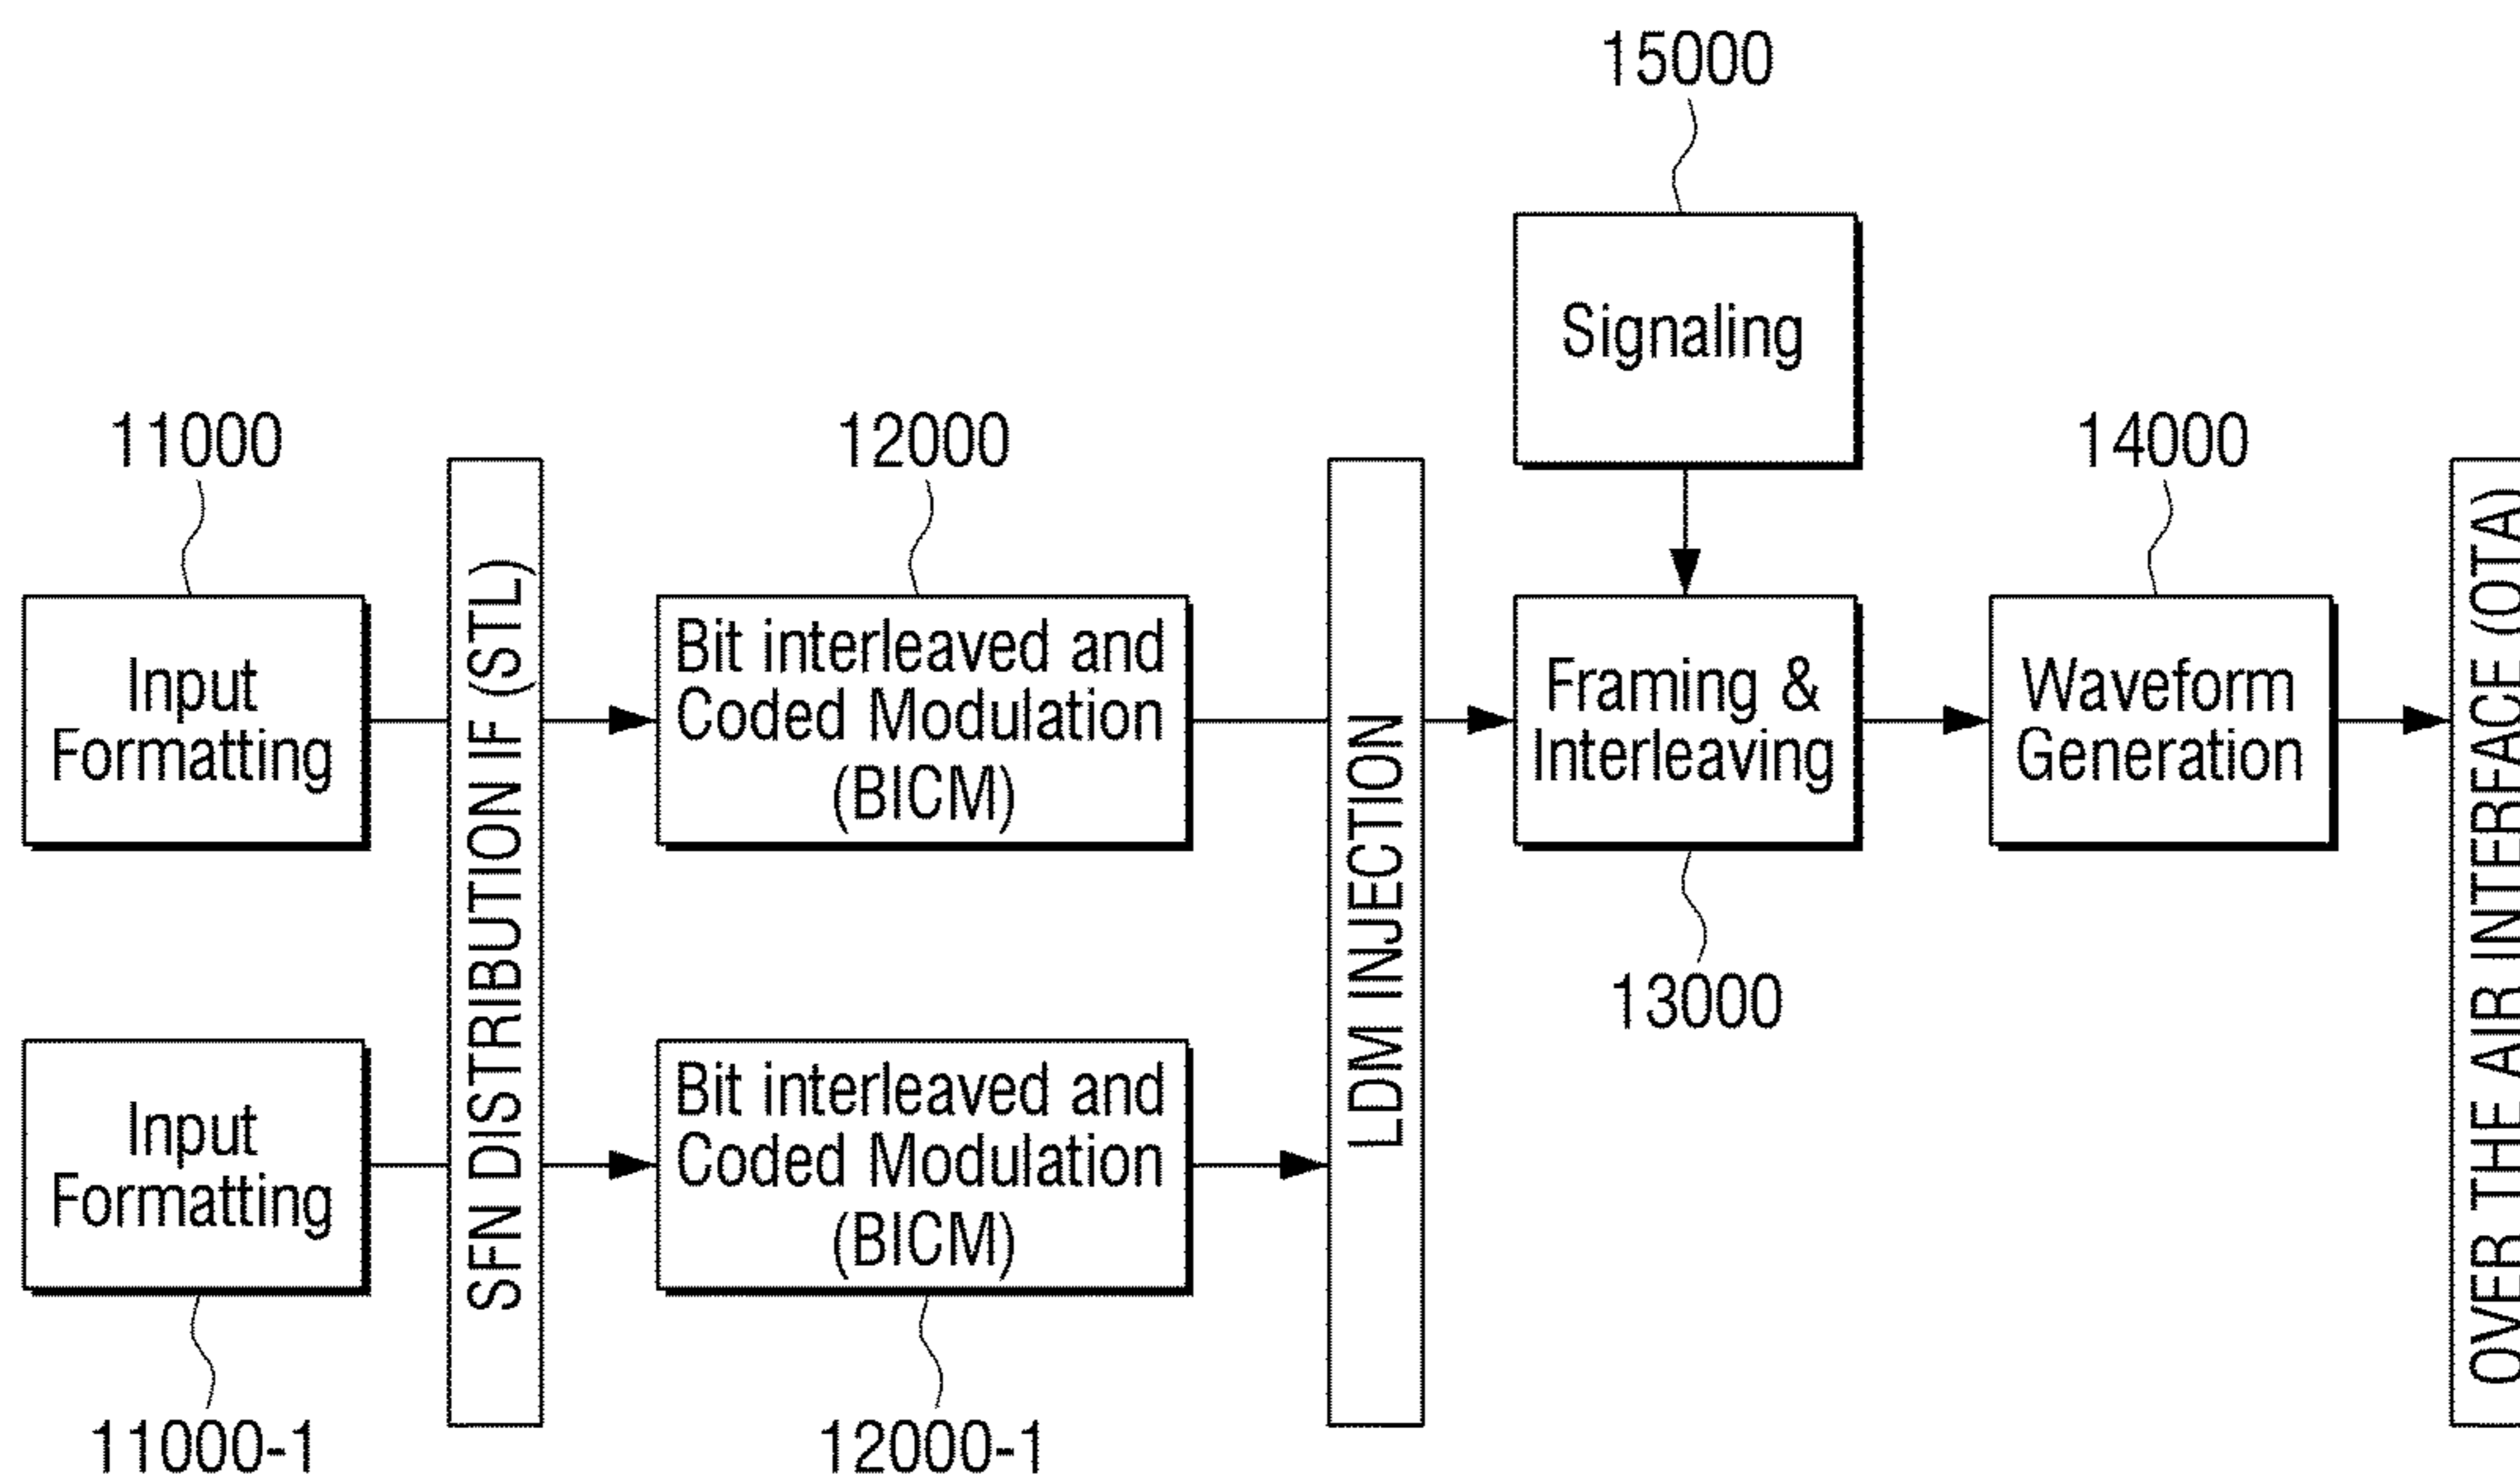 15000
Signaling
11000
12000
14000
Input
Formatting
SFN DISTRIBUTION IF (STL)
Bit interleaved and
Coded Modulation
(BICM)
LDM INJECTION
Framing &
Interleaving
Waveform
Generation
OVER THE AIR INTERFACE (OTA)
13000
Input
Formatting
Bit interleaved and
Coded Modulation
(BICM)
11000-1
12000-1